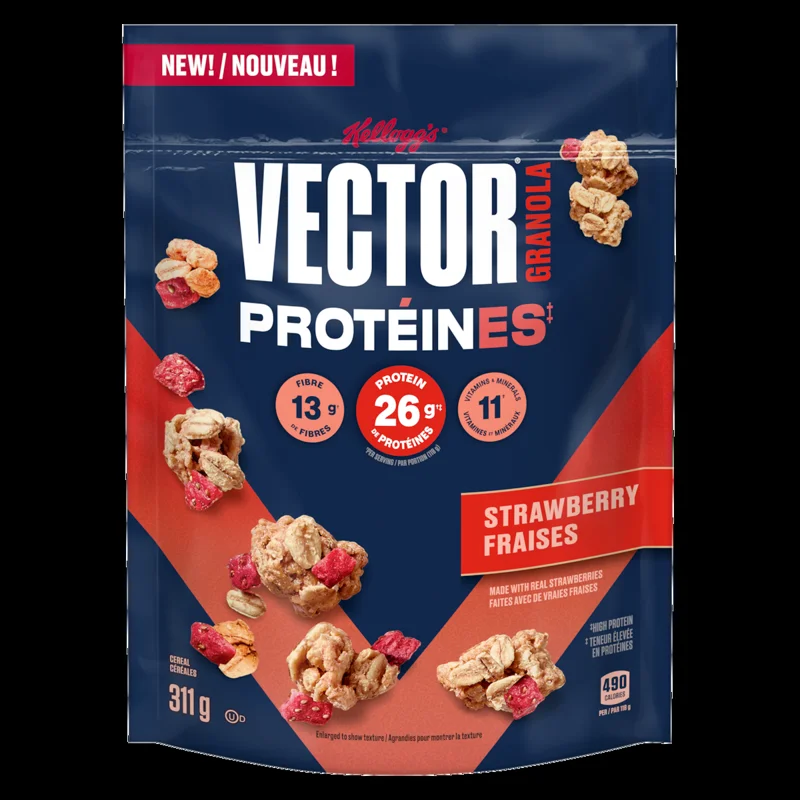 NEW! / NOUVEAU !
Kellogg's
VECTOR®
GRANOLA
PROTÉINES‡
FIBRE
13 g
DE FIBRES
PROTEIN
26 g
DE PROTÉINES
*PER SERVING / PAR PORTION (110 g)
VITAMINS + MINERALS
11
VITAMINES ET MINÉRAUX
STRAWBERRY
FRAISES
MADE WITH REAL STRAWBERRIES
FAITES AVEC DE VRAIES FRAISES
‡HIGH PROTEIN
‡TENEUR ÉLEVÉE
EN PROTÉINES
490
CALORIES
PER / PAR 110 g
CEREAL
CÉRÉALES
311 g
U D
Enlarged to show texture / Agrandies pour montrer la texture